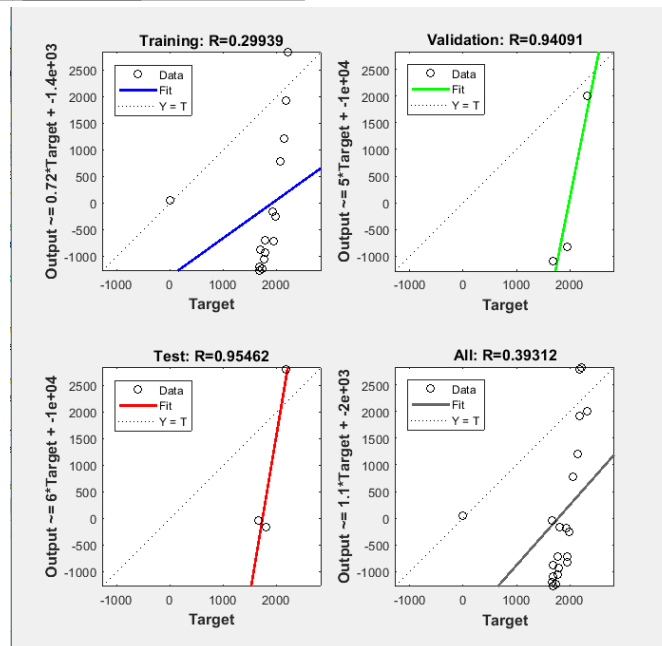 Training: R=0.29939
Output ~= 0.72*Target + -1.4e+03
2500
2000
1500
1000
500
0
-500
-1000
Data
Fit
Y = T
-1000 0 1000 2000
Target
Validation: R=0.94091
Output ~= 5*Target + -1e+04
2500
2000
1500
1000
500
0
-500
-1000
Data
Fit
Y = T
-1000 0 1000 2000
Target
Test: R=0.95462
Output ~= 6*Target + -1e+04
2500
2000
1500
1000
500
0
-500
-1000
Data
Fit
Y = T
-1000 0 1000 2000
Target
All: R=0.39312
Output ~= 1.1*Target + -2e+03
2500
2000
1500
1000
500
0
-500
-1000
Data
Fit
Y = T
-1000 0 1000 2000
Target